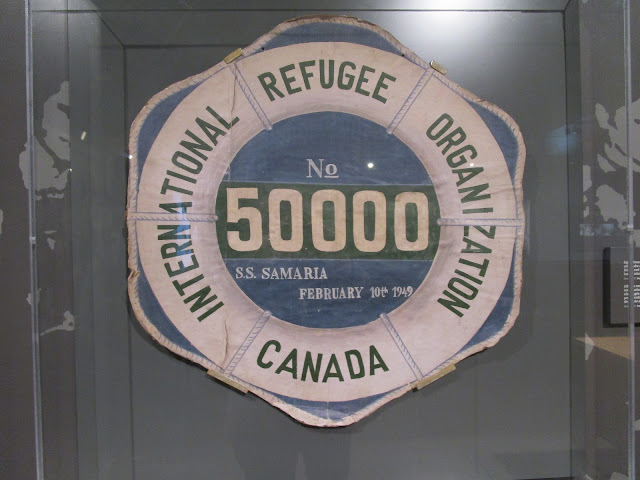 INTERNATIONAL REFUGEE ORGANIZATION
No
50000
S.S. SAMARIA
FEBRUARY 10th 1949
CANADA